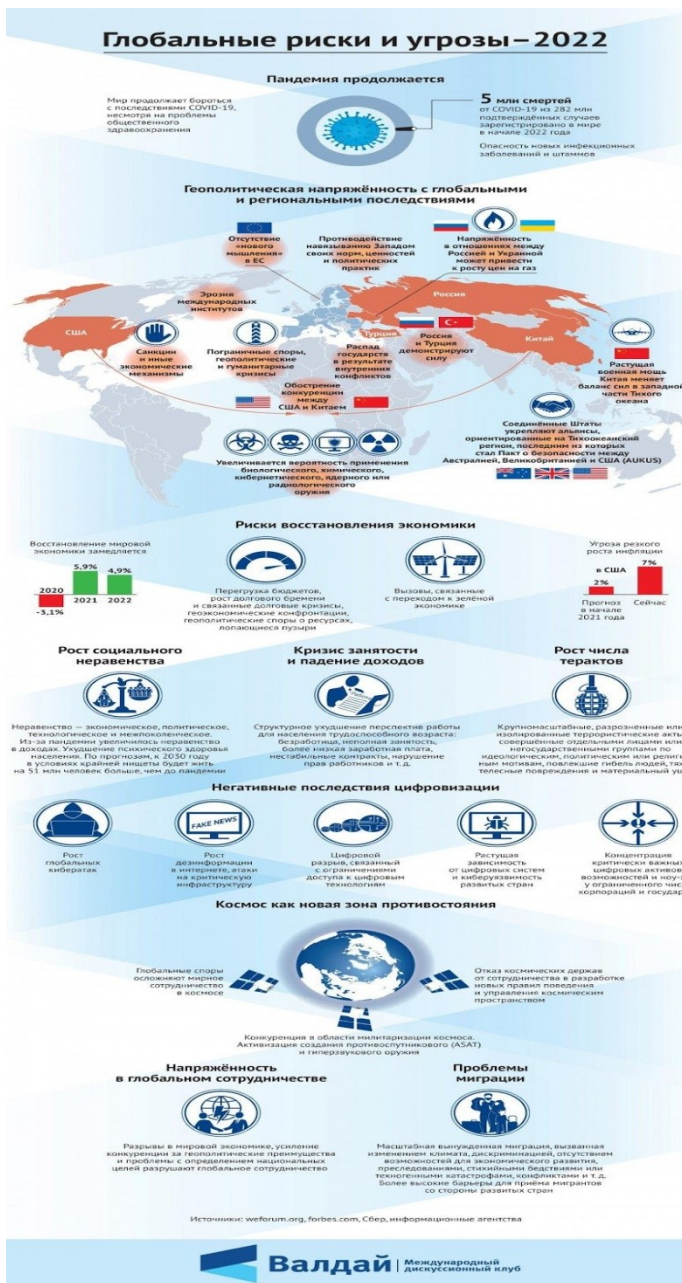 Глобальные риски и угрозы – 2022
Пандемия продолжается
Мир продолжает бороться
с последствиями COVID-19,
несмотря на проблемы
общественного
здравоохранения
5 млн смертей
от COVID-19 из 282 млн
подтверждённых случаев
зарегистрировано в мире
в начале 2022 года
Опасность новых инфекционных
заболеваний и штаммов
Геополитическая напряжённость с глобальными
и региональными последствиями
Отсутствие
«нового
мышления»
в ЕС
Противодействие
навязыванию Западом
своих норм, ценностей
и политических
практик
Напряжённость
в отношениях между
Россией и Украиной
может привести
к росту цен на газ
Эрозия
международных
институтов
Россия
США
Турция
Китай
Санкции
и иные
экономические
механизмы
Пограничные споры,
геополитические
и гуманитарные
кризисы
Распад
государств
в результате
внутренних
конфликтов
Россия
и Турция
демонстрируют
силу
Растущая
военная мощь
Китая меняет
баланс сил в западной
части Тихого
океана
Обострение
конкуренции
между
США и Китаем
Соединённые Штаты
укрепляют альянсы,
ориентированные на Тихоокеанский
регион, последним из которых
стал Пакт о безопасности между
Австралией, Великобританией и США (AUKUS)
Увеличивается вероятность применения
биологического, химического,
кибернетического, ядерного или
радиологического
оружия
Риски восстановления экономики
Восстановление мировой
экономики замедляется
2020
-3,1%
5,9%
2021
4,9%
2022
Перегрузка бюджетов,
рост долгового бремени
и связанные долговые кризисы,
геоэкономические конфронтации,
геополитические споры о ресурсах,
лопающиеся пузыри
Вызовы, связанные
с переходом к зелёной
экономике
Угроза резкого
роста инфляции
в США
2%
Прогноз
в начале
2021 года
7%
Сейчас
Рост социального
неравенства
Неравенство — экономическое, политическое,
технологическое и межпоколенческое.
Из-за пандемии увеличилось неравенство
в доходах. Ухудшение психического здоровья
населения. По прогнозам, к 2030 году
в условиях крайней нищеты будет жить
на 51 млн человек больше, чем до пандемии
Кризис занятости
и падение доходов
Структурное ухудшение перспектив работы
для населения трудоспособного возраста:
безработица, неполная занятость,
более низкая заработная плата,
нестабильные контракты, нарушение
прав работников и т. д.
Рост числа
терактов
Крупномасштабные, разрозненные или
изолированные террористические акты
совершённые отдельными лицами или
негосударственными группами по
идеологическим, политическим или религи
ным мотивам, повлекшие гибель людей, тяж
телесные повреждения и материальный ущ
Негативные последствия цифровизации
Рост
глобальных
кибератак
FAKE NEWS
Рост
дезинформации
в интернете, атаки
на критическую
инфраструктуру
Цифровой
разрыв, связанный
с ограничениями
доступа к цифровым
технологиям
Растущая
зависимость
от цифровых систем
и киберуязвимость
развитых стран
Концентрация
критически важных
цифровых активов
возможностей и ноу-х
у ограниченного числ
корпораций и государ
Космос как новая зона противостояния
Глобальные споры
осложняют мирное
сотрудничество
в космосе
Отказ космических держав
от сотрудничества в разработке
новых правил поведения
и управления космическим
пространством
Конкуренция в области милитаризации космоса.
Активизация создания противоспутникового (ASAT)
и гиперзвукового оружия
Напряжённость
в глобальном сотрудничестве
Разрывы в мировой экономике, усиление
конкуренции за геополитические преимущества
и проблемы с определением национальных
целей разрушают глобальное сотрудничество
Проблемы
миграции
Масштабная вынужденная миграция, вызванная
изменением климата, дискриминацией, отсутствием
возможностей для экономического развития,
преследованиями, стихийными бедствиями или
техногенными катастрофами, конфликтами и т. д.
Более высокие барьеры для приёма мигрантов
со стороны развитых стран
Источники: weforum.org, forbes.com, Сбер, информационные агентства
Валдай
Международный
дискуссионный клуб